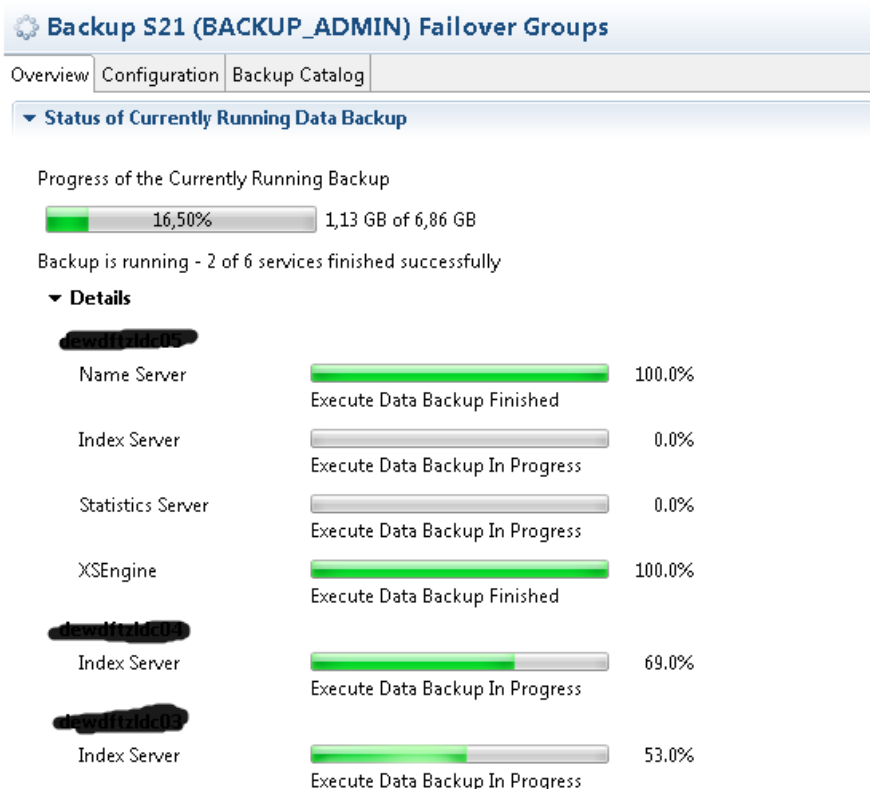 Backup S21 (BACKUP_ADMIN) Failover Groups
Overview Configuration Backup Catalog
Status of Currently Running Data Backup
Progress of the Currently Running Backup
16,50% 1,13 GB of 6,86 GB
Backup is running - 2 of 6 services finished successfully
Details
Name Server 100.0%
Execute Data Backup Finished
Index Server 0.0%
Execute Data Backup In Progress
Statistics Server 0.0%
Execute Data Backup In Progress
XSEngine 100.0%
Execute Data Backup Finished
Index Server 69.0%
Execute Data Backup In Progress
Index Server 53.0%
Execute Data Backup In Progress